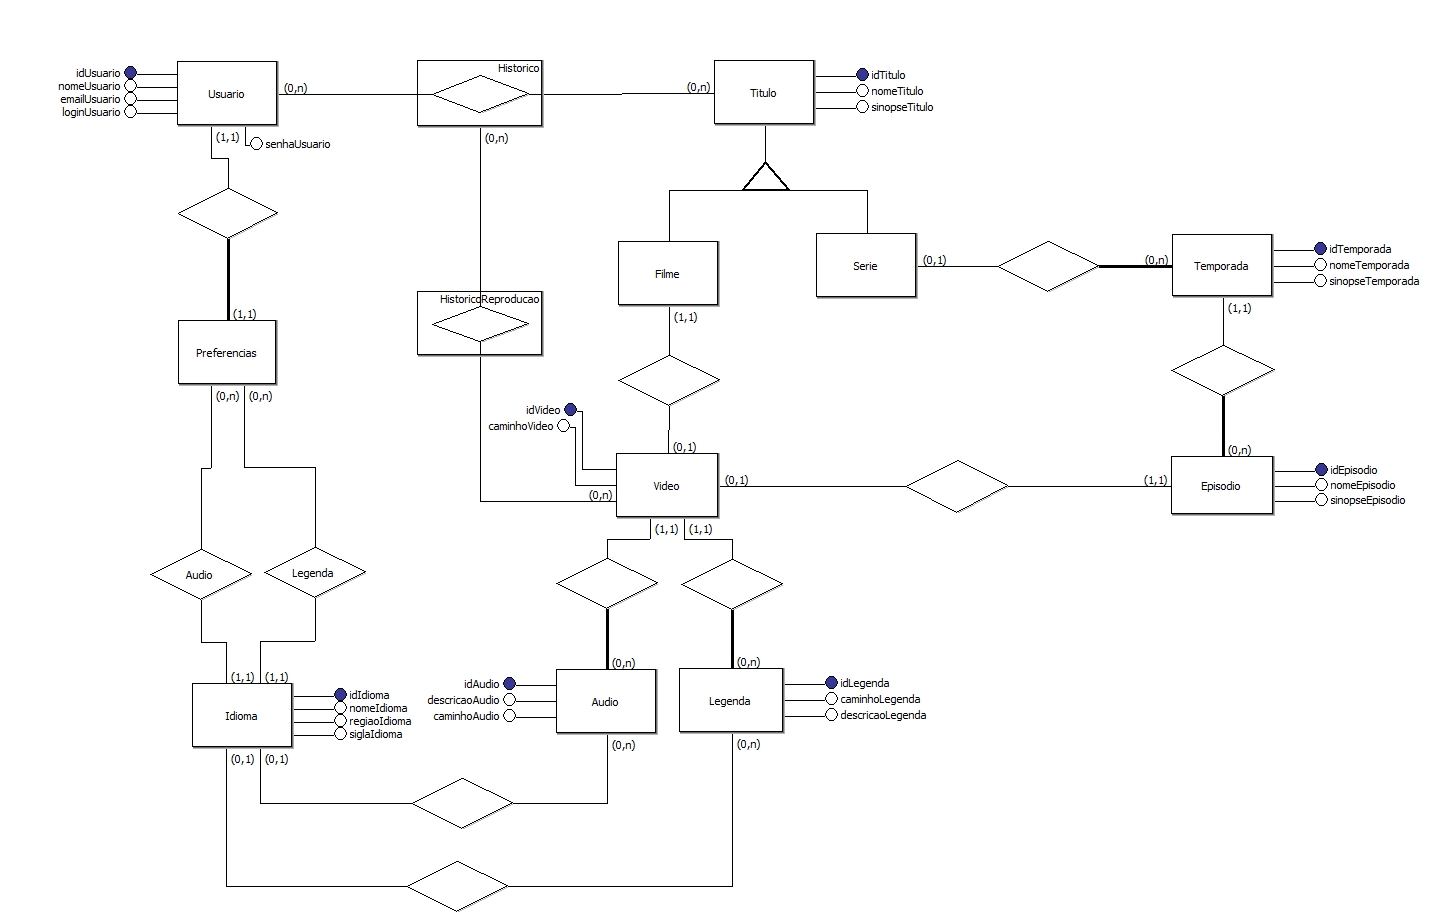 Historico
idUsuario
nomeUsuario
emailUsuario
loginUsuario
Usuario
(0,n)
(0,n)
Titulo
idTitulo
nomeTitulo
sinopseTitulo
(1,1)
senhaUsuario
(0,n)
Filme
Serie
(0,1)
(0,n)
Temporada
idTemporada
nomeTemporada
sinopseTemporada
HistoricoReproducao
(1,1)
(1,1)
(1,1)
Preferencias
(0,n)
(0,n)
idVideo
caminhoVideo
(0,1)
(0,n)
Video
(0,n)
(0,1)
(1,1)
Episodio
idEpisodio
nomeEpisodio
sinopseEpisodio
(1,1)
(1,1)
Audio
Legenda
(0,n)
(0,n)
(1,1)
(1,1)
Idioma
idIdioma
nomeIdioma
regiaoIdioma
siglaIdioma
idAudio
descricaoAudio
caminhoAudio
Audio
Legenda
idLegenda
caminhoLegenda
descricaoLegenda
(0,1)
(0,1)
(0,n)
(0,n)